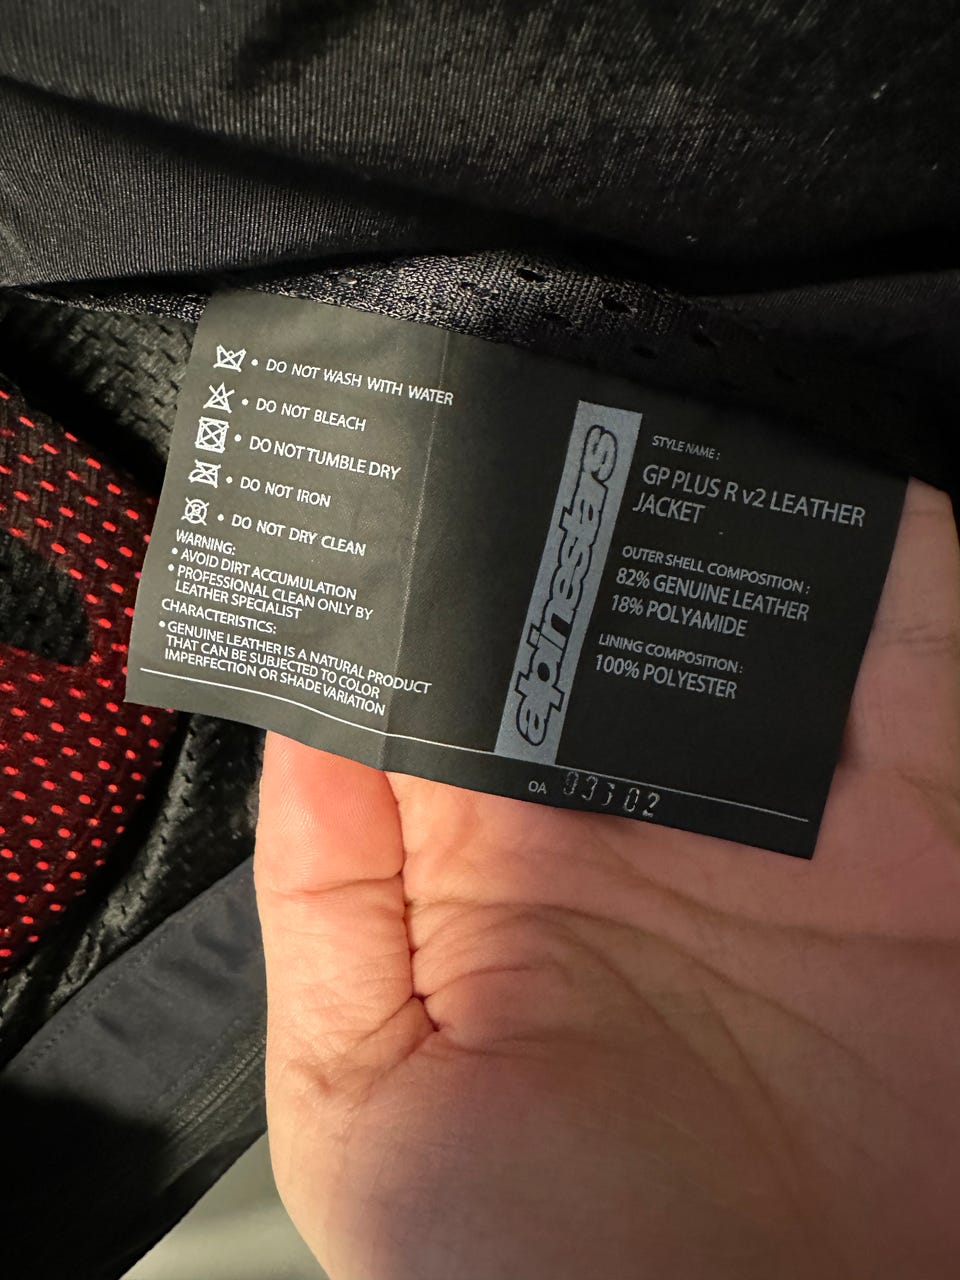 • DO NOT WASH WITH WATER
• DO NOT BLEACH
• DO NOT TUMBLE DRY
• DO NOT IRON
• DO NOT DRY CLEAN
WARNING:
• AVOID DIRT ACCUMULATION
• PROFESSIONAL CLEAN ONLY BY
LEATHER SPECIALIST
CHARACTERISTICS:
• GENUINE LEATHER IS A NATURAL PRODUCT
THAT CAN BE SUBJECTED TO COLOR
IMPERFECTION OR SHADE VARIATION
alpinestars
STYLE NAME :
GP PLUS R v2 LEATHER
JACKET
OUTER SHELL COMPOSITION :
82% GENUINE LEATHER
18% POLYAMIDE
LINING COMPOSITION :
100% POLYESTER
OA